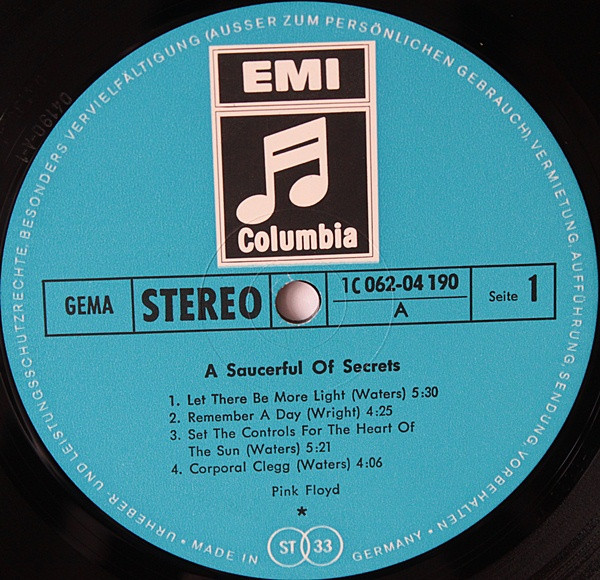 EMI
Columbia
GEMA
STEREO
1C 062-04 190
A
Seite 1
A Saucerful Of Secrets
1. Let There Be More Light (Waters) 5:30
2. Remember A Day (Wright) 4:25
3. Set The Controls For The Heart Of
The Sun (Waters) 5:21
4. Corporal Clegg (Waters) 4:06
Pink Floyd
*
ST 33
URHEBER- UND LEISTUNGSSCHUTZRECHTE, BESONDERS VERVIELFÄLTIGUNG (AUSSER ZUM PERSÖNLICHEN GEBRAUCH), VERMIETUNG, AUFFÜHRUNG, SENDUNG, VORBEHALTEN •
• MADE IN GERMANY •